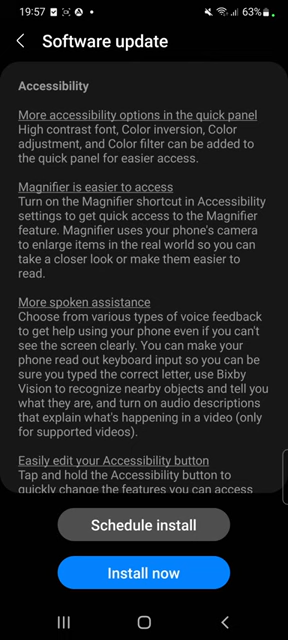 19:57 63%
Software update
Accessibility
More accessibility options in the quick panel
High contrast font, Color inversion, Color
adjustment, and Color filter can be added to
the quick panel for easier access.
Magnifier is easier to access
Turn on the Magnifier shortcut in Accessibility
settings to get quick access to the Magnifier
feature. Magnifier uses your phone's camera
to enlarge items in the real world so you can
take a closer look or make them easier to
read.
More spoken assistance
Choose from various types of voice feedback
to get help using your phone even if you can't
see the screen clearly. You can make your
phone read out keyboard input so you can be
sure you typed the correct letter, use Bixby
Vision to recognize nearby objects and tell you
what they are, and turn on audio descriptions
that explain what's happening in a video (only
for supported videos).
Easily edit your Accessibility button
Tap and hold the Accessibility button to
quickly change the features you can access
Schedule install
Install now